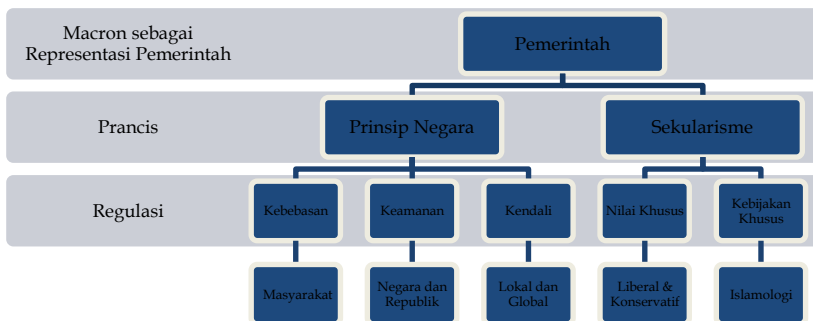 Macron sebagai
Representasi Pemerintah
Pemerintah
Prancis
Prinsip Negara
Sekularisme
Regulasi
Kebebasan
Keamanan
Kendali
Nilai Khusus
Kebijakan
Khusus
Masyarakat
Negara dan
Republik
Lokal dan
Global
Liberal &
Konservatif
Islamologi